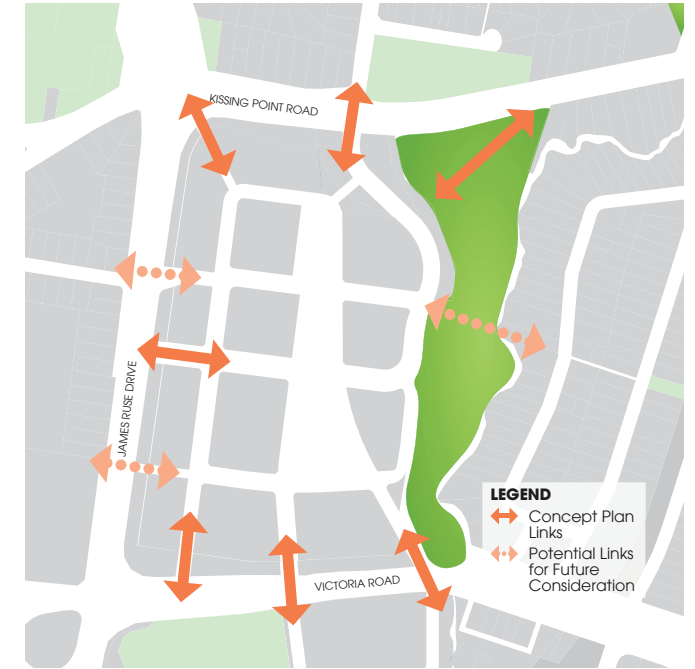 KISSING POINT ROAD
JAMES RUSE DRIVE
VICTORIA ROAD
LEGEND
Concept Plan
Links
Potential Links
for Future
Consideration